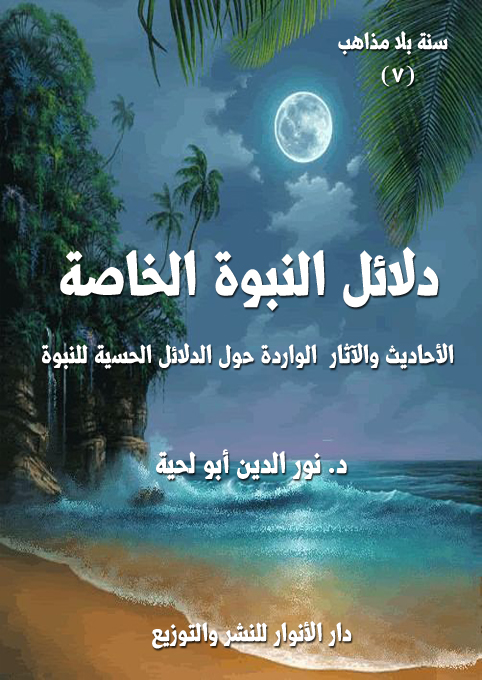 سنة بلا مذاهب
(٧)
دلائل النبوة الخاصة
الأحاديث والآثار الواردة حول الدلائل الحسية للنبوة
د. نور الدين أبو لحية
دار الأنوار للنشر والتوزيع